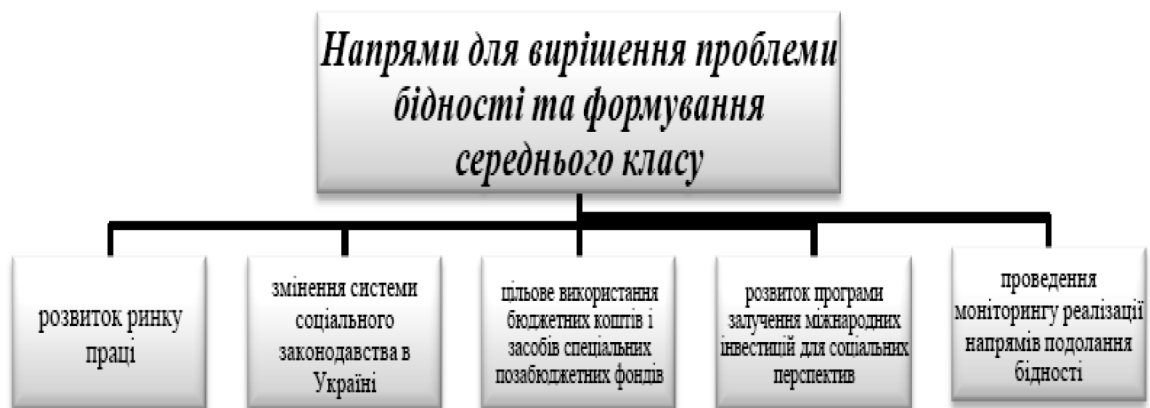 Напрями для вирішення проблеми
бідності та формування
середнього класу
розвиток ринку
праці
змінення системи
соціального
законодавства в
Україні
цільове використання
бюджетних коштів і
засобів спеціальних
позабюджетних фондів
розвиток програми
залучення міжнародних
інвестицій для соціальних
перспектив
проведення
моніторингу реалізації
напрямів подолання
бідності